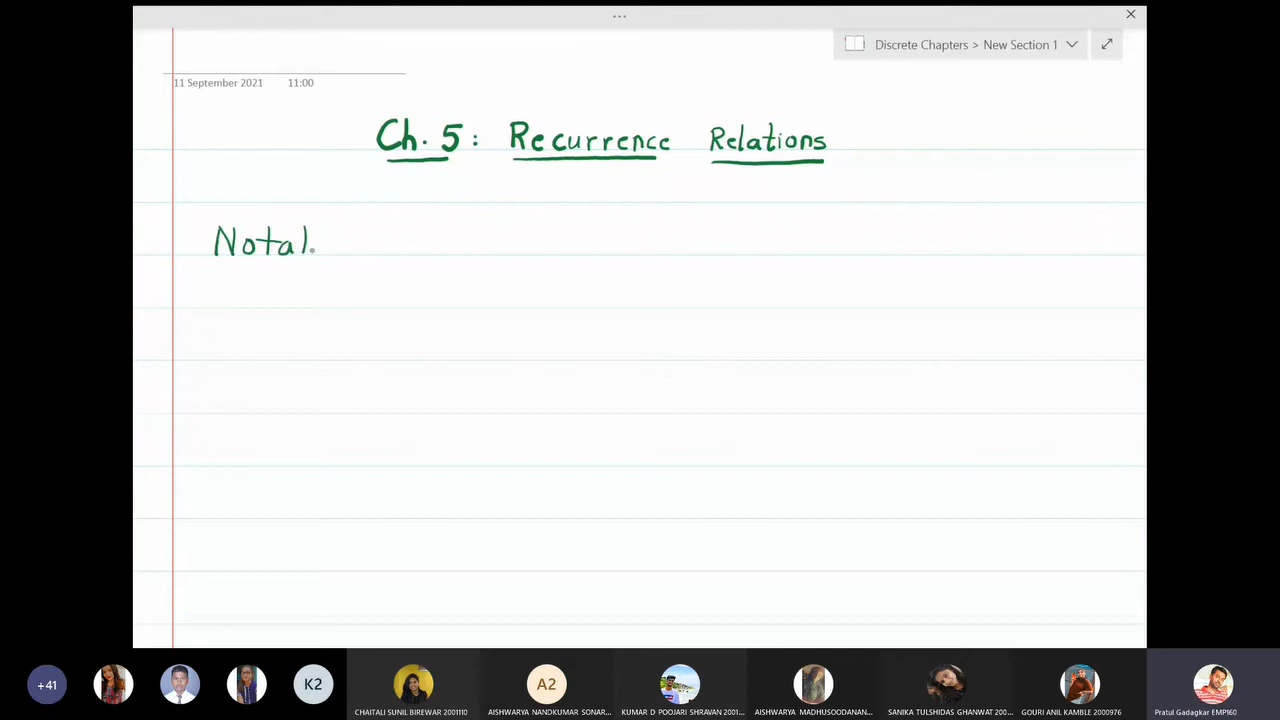 Discrete Chapters > New Section 1
11 September 2021 11:00
Ch. 5: Recurrence Relations
Notal
+41
K2
A2
CHAITALI SUNIL BIREWAR 2001110
AISHWARYA NANDKUMAR SONAR...
KUMAR D POOJARI SHRAVAN 2001...
AISHWARYA MADHUSOODANAN...
SANIKA TULSHIDAS GHANWAT 200...
GOURI ANIL KAMBLE 2000976
Pratul Gadagkar EMP160